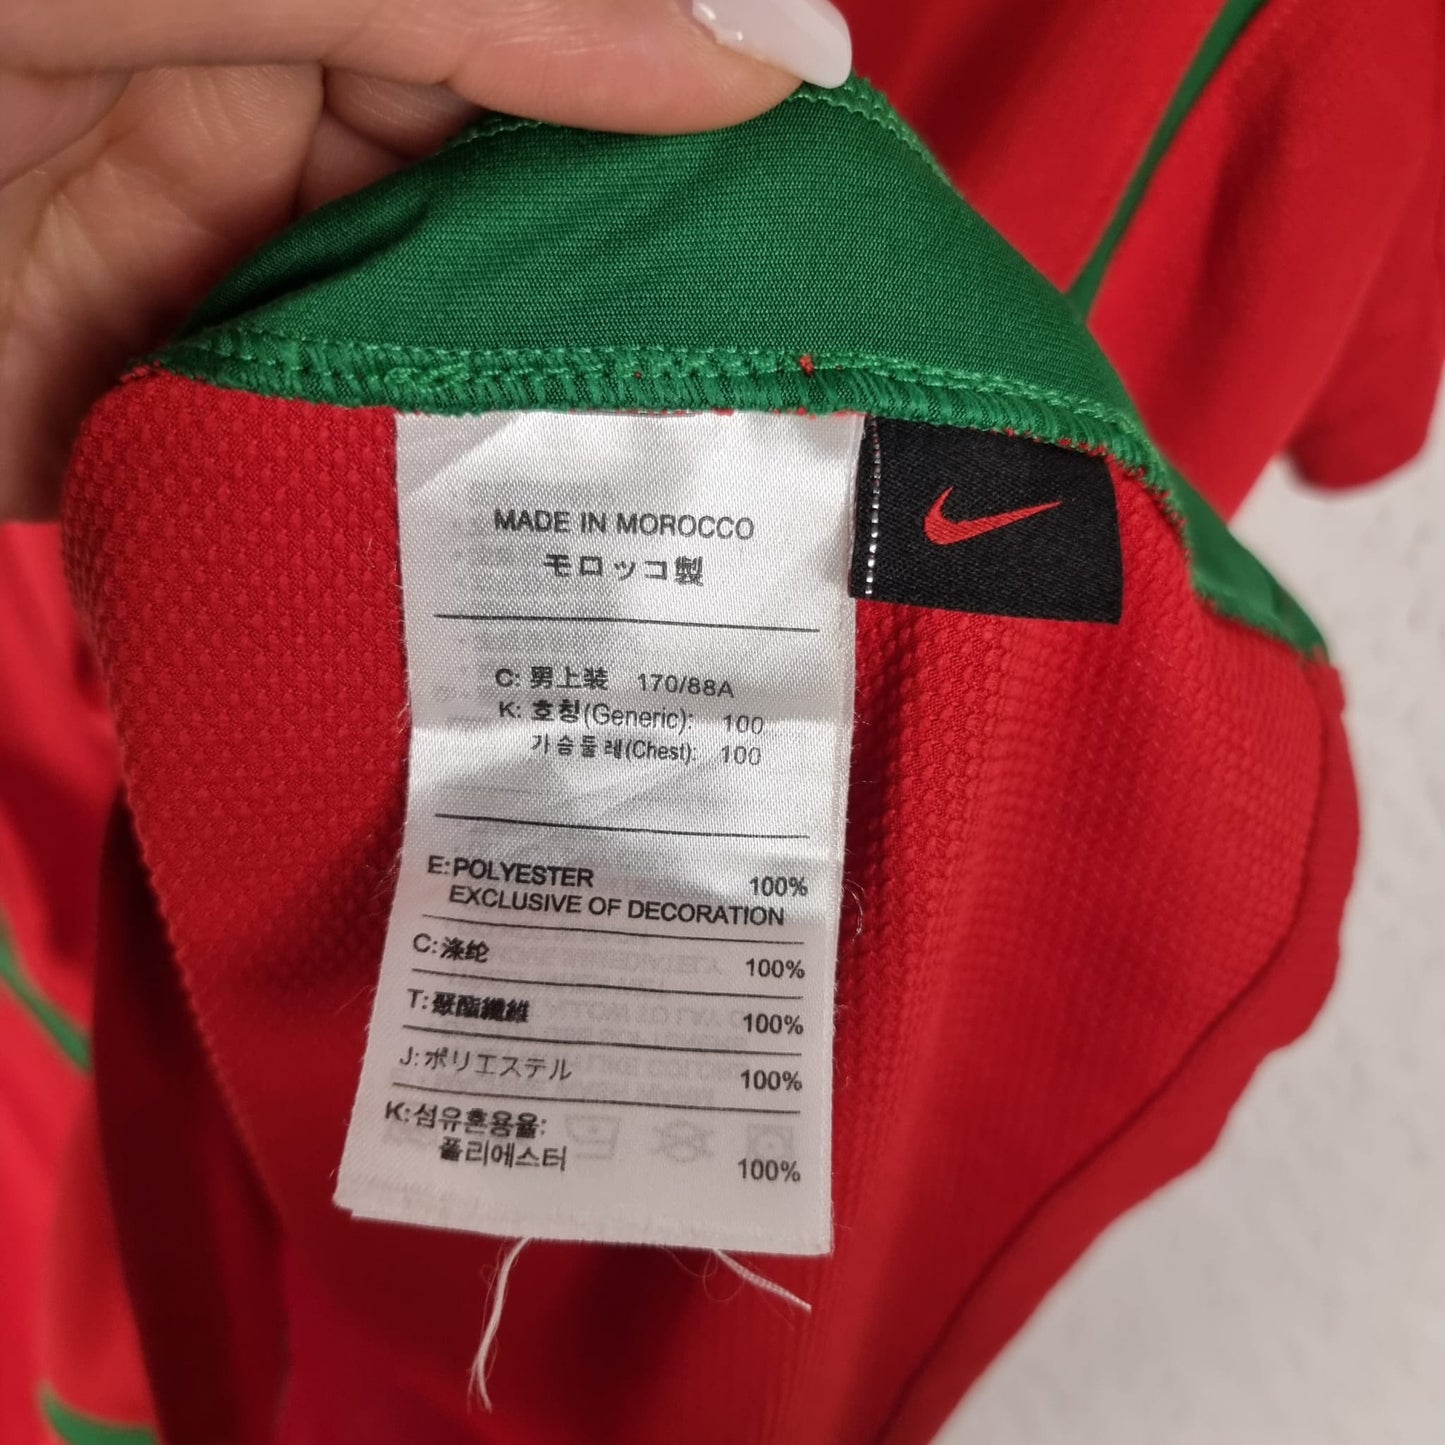 MADE IN MOROCCO
モロッコ製
C: 男上装 170/88A
K: 호칭(Generic): 100
가슴둘레(Chest): 100
E:POLYESTER 100%
EXCLUSIVE OF DECORATION
C:涤纶 100%
T:聚酯纖維 100%
J:ポリエステル 100%
K:섬유혼용율:
폴리에스터 100%